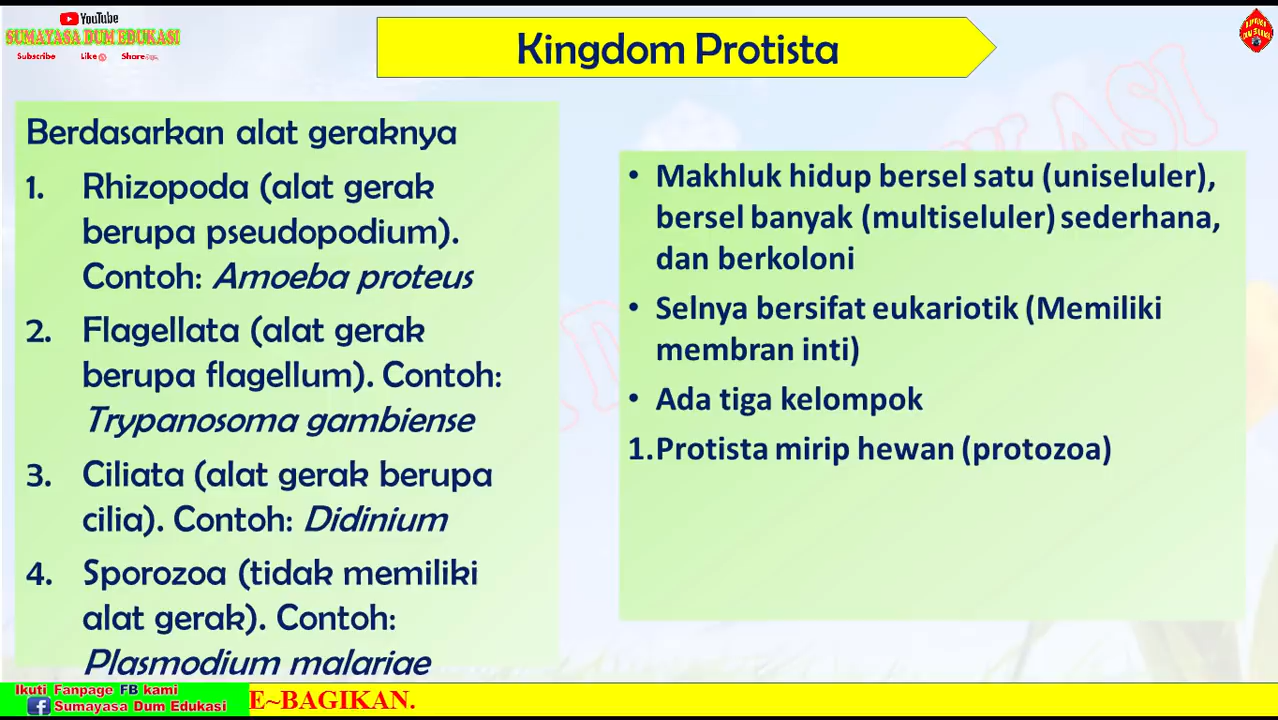 YouTube
SUMAYASA DUM EDUKASI
Subscribe Like Share
Kingdom Protista
Berdasarkan alat geraknya
1. Rhizopoda (alat gerak
berupa pseudopodium).
Contoh: Amoeba proteus
2. Flagellata (alat gerak
berupa flagellum). Contoh:
Trypanosoma gambiense
3. Ciliata (alat gerak berupa
cilia). Contoh: Didinium
4. Sporozoa (tidak memiliki
alat gerak). Contoh:
Plasmodium malariae
• Makhluk hidup bersel satu (uniseluler),
bersel banyak (multiseluler) sederhana,
dan berkoloni
• Selnya bersifat eukariotik (Memiliki
membran inti)
• Ada tiga kelompok
1.Protista mirip hewan (protozoa)
Ikuti Fanpage FB kami
Sumayasa Dum Edukasi
E~BAGIKAN.